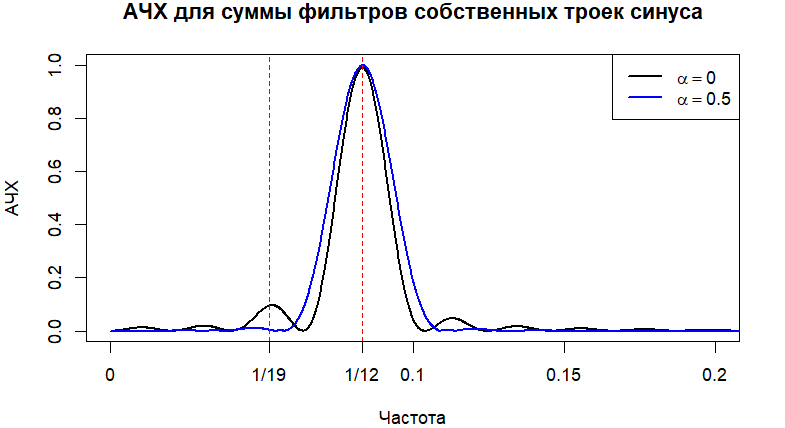 АЧХ для суммы фильтров собственных троек синуса
α = 0
α = 0.5
АЧХ
1.0
0.8
0.6
0.4
0.2
0.0
0 1/19 1/12 0.1 0.15 0.2
Частота